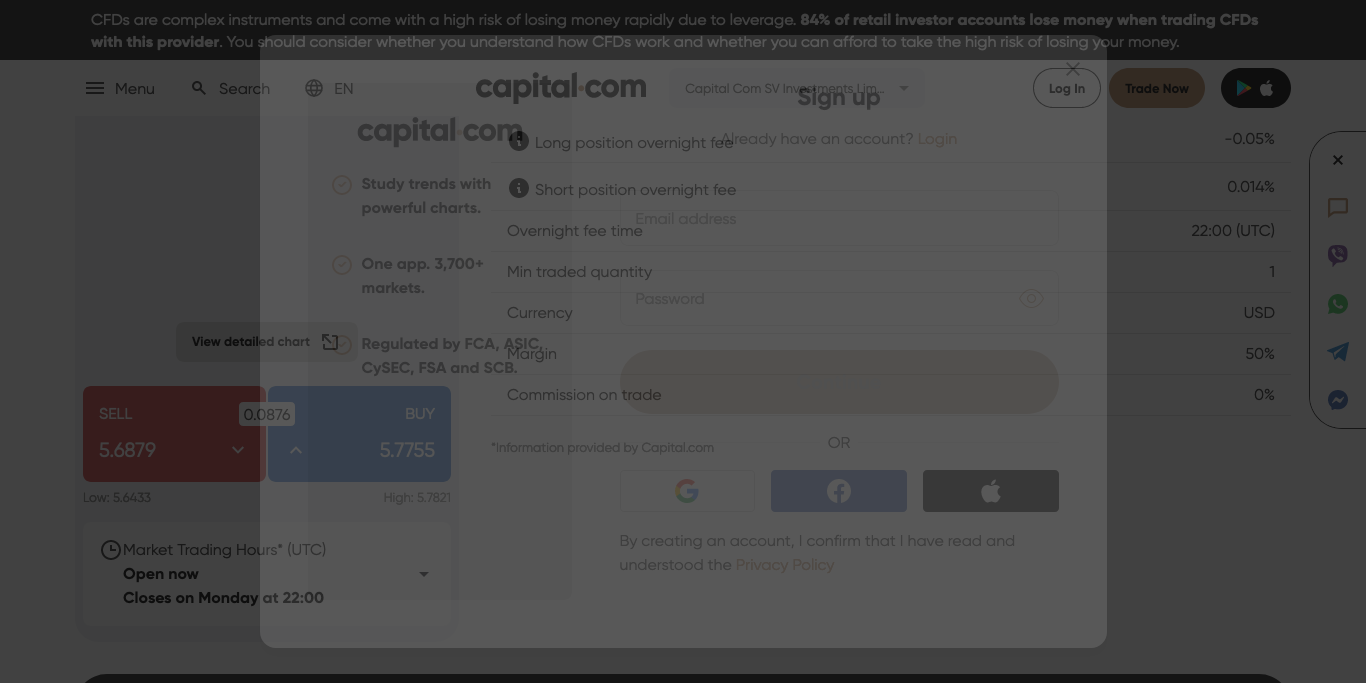 CFDs are complex instruments and come with a high risk of losing money rapidly due to leverage. 84% of retail investor accounts lose money when trading CFDs
with this provider. You should consider whether you understand how CFDs work and whether you can afford to take the high risk of losing your money.
Menu
Search
EN
capital.com
Capital Com SV Investments Lim...
Log In
Trade Now
Sign up
Already have an account? Login
capital.com
Study trends with
powerful charts.
One app. 3,700+
markets.
Regulated by FCA, ASIC,
CySEC, FSA and SCB.
Email address
Password
OR
By creating an account, I confirm that I have read and
understood the Privacy Policy
Long position overnight fee -0.05%
Short position overnight fee 0.014%
Overnight fee time 22:00 (UTC)
Min traded quantity 1
Currency USD
Margin 50%
Commission on trade 0%
*Information provided by Capital.com
View detailed chart
SELL
5.6879
0.0876
BUY
5.7755
Low: 5.6433
High: 5.7821
Market Trading Hours* (UTC)
Open now
Closes on Monday at 22:00